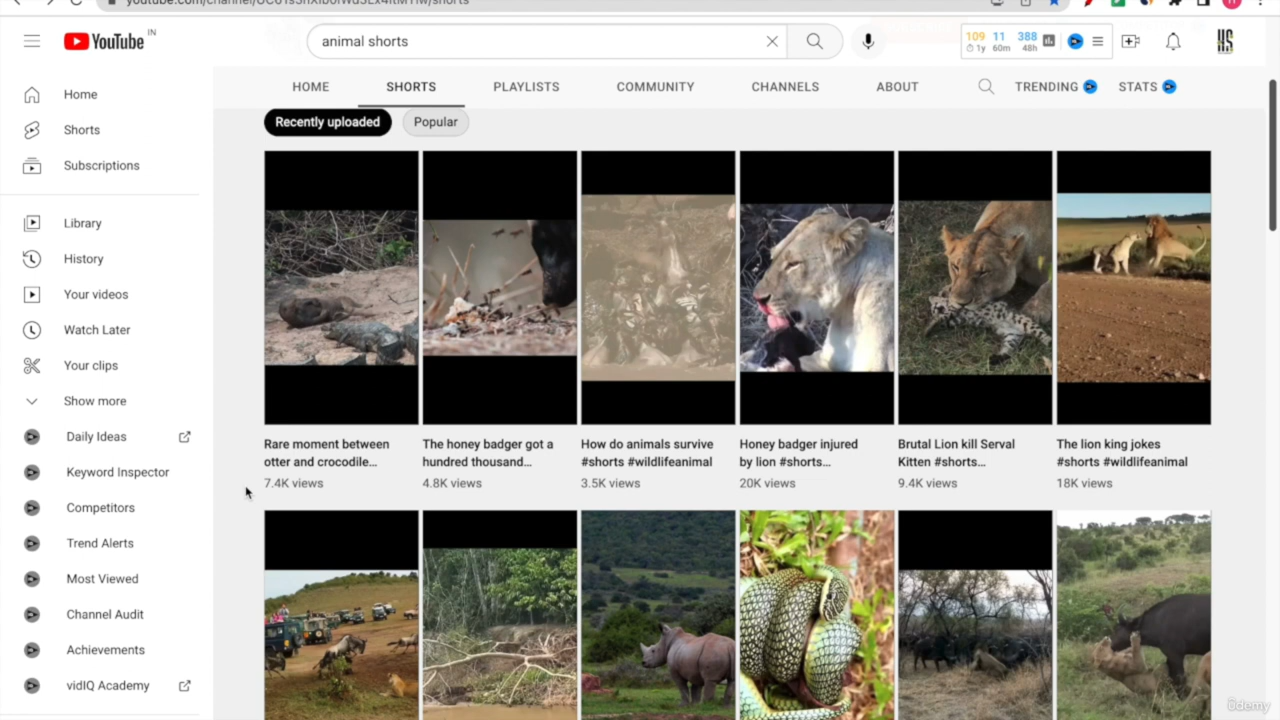 YouTube IN
animal shorts
109 11 388
1y 60m 48h
HOME SHORTS PLAYLISTS COMMUNITY CHANNELS ABOUT TRENDING STATS
Recently uploaded Popular
Home
Shorts
Subscriptions
Library
History
Your videos
Watch Later
Your clips
Show more
Daily Ideas
Keyword Inspector
Competitors
Trend Alerts
Most Viewed
Channel Audit
Achievements
vidIQ Academy
Rare moment between
otter and crocodile...
7.4K views
The honey badger got a
hundred thousand...
4.8K views
How do animals survive
#shorts #wildlifeanimal
3.5K views
Honey badger injured
by lion #shorts...
20K views
Brutal Lion kill Serval
Kitten #shorts...
9.4K views
The lion king jokes
#shorts #wildlifeanimal
18K views
ûdemy